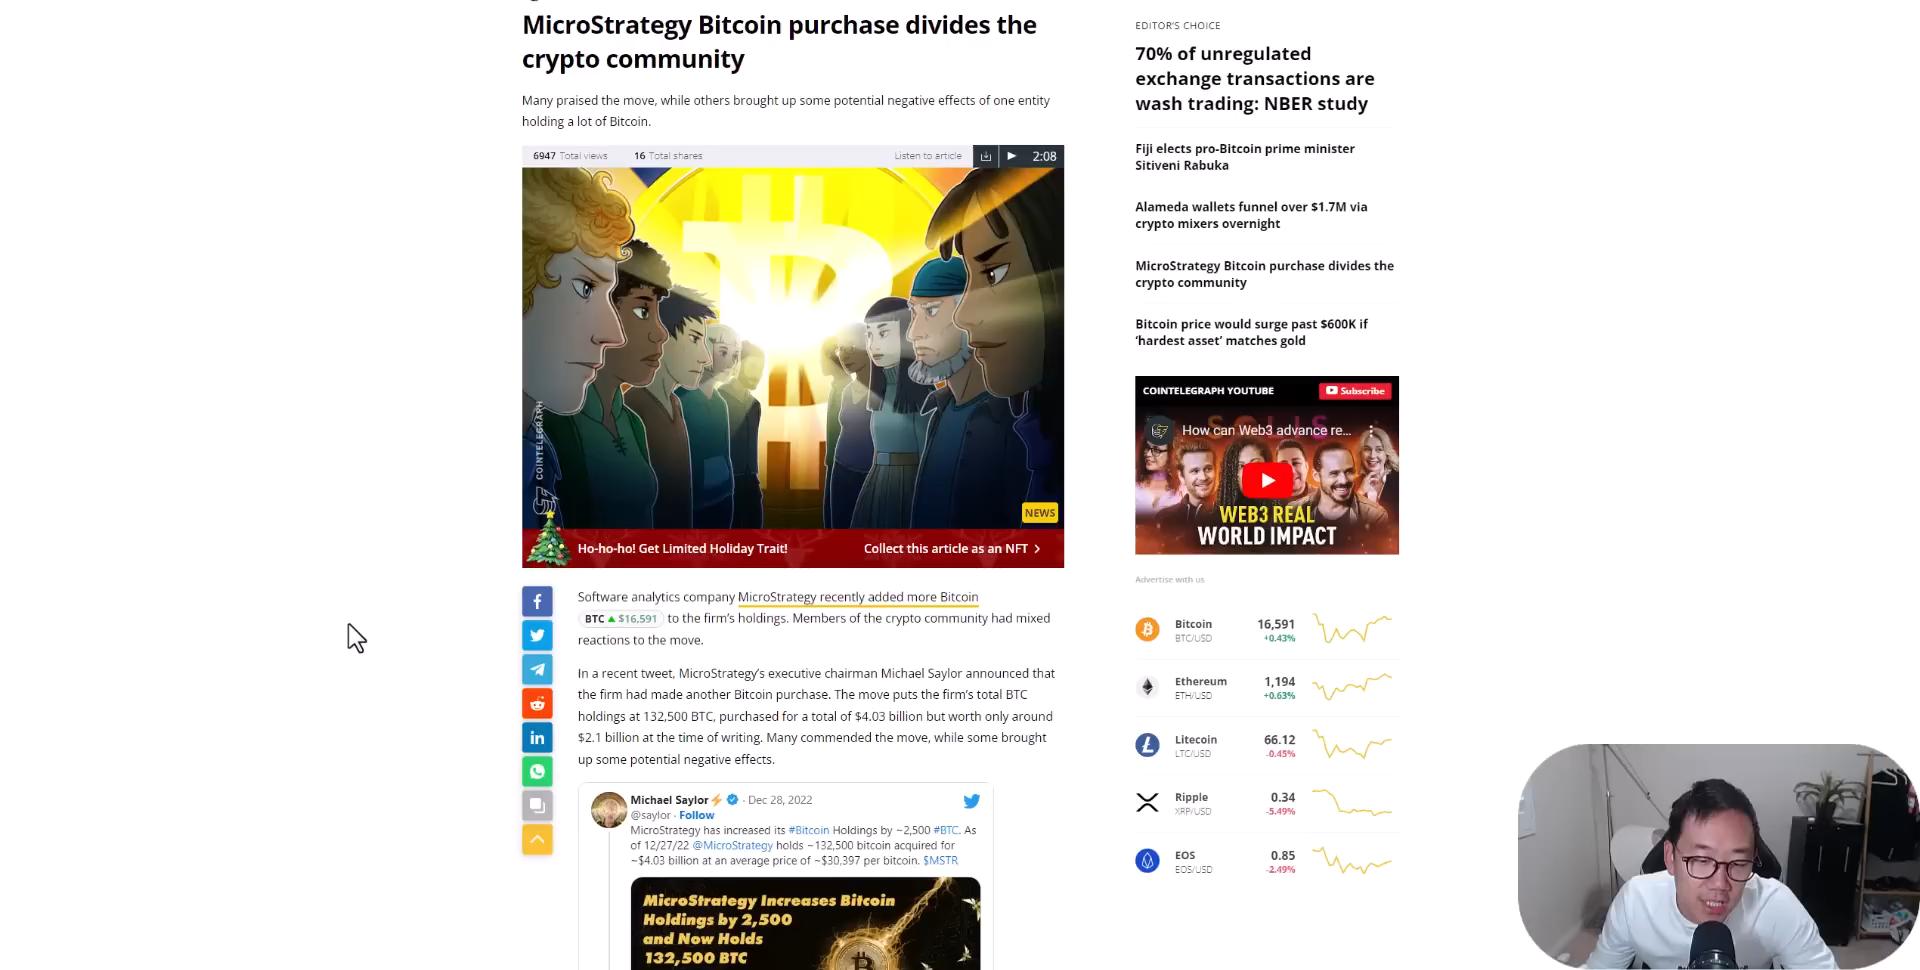 MicroStrategy Bitcoin purchase divides the
crypto community
Many praised the move, while others brought up some potential negative effects of one entity
holding a lot of Bitcoin.
6947 Total views
16 Total shares
Listen to article
2:08
COINTELEGRAPH
NEWS
Ho-ho-ho! Get Limited Holiday Trait!
Collect this article as an NFT >
Software analytics company MicroStrategy recently added more Bitcoin
BTC ▲ $16,591 to the firm's holdings. Members of the crypto community had mixed
reactions to the move.
In a recent tweet, MicroStrategy's executive chairman Michael Saylor announced that
the firm had made another Bitcoin purchase. The move puts the firm's total BTC
holdings at 132,500 BTC, purchased for a total of $4.03 billion but worth only around
$2.1 billion at the time of writing. Many commended the move, while some brought
up some potential negative effects.
Michael Saylor⚡ · Dec 28, 2022
@saylor · Follow
MicroStrategy has increased its #Bitcoin Holdings by ~2,500 #BTC. As
of 12/27/22 @MicroStrategy holds ~132,500 bitcoin acquired for
~$4.03 billion at an average price of ~$30,397 per bitcoin. $MSTR
MicroStrategy Increases Bitcoin
Holdings by 2,500
and Now Holds
132,500 BTC
EDITOR'S CHOICE
70% of unregulated
exchange transactions are
wash trading: NBER study
Fiji elects pro-Bitcoin prime minister
Sitiveni Rabuka
Alameda wallets funnel over $1.7M via
crypto mixers overnight
MicroStrategy Bitcoin purchase divides the
crypto community
Bitcoin price would surge past $600K if
'hardest asset' matches gold
COINTELEGRAPH YOUTUBE
Subscribe
How can Web3 advance re...
WEB3 REAL
WORLD IMPACT
Advertise with us
Bitcoin 16,591
BTC/USD +0.43%
Ethereum 1,194
ETH/USD +0.63%
Litecoin 66.12
LTC/USD -0.45%
Ripple 0.34
XRP/USD -5.49%
EOS 0.85
EOS/USD -2.49%